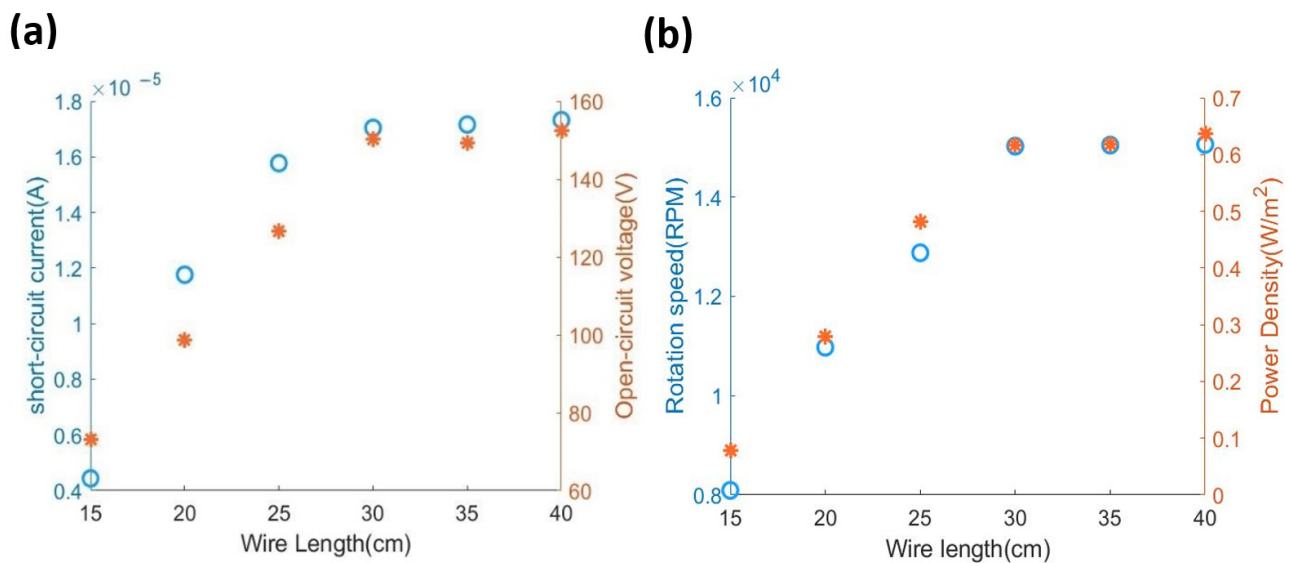 (a)
× 10 ⁻⁵
1.8
1.6
1.4
1.2
1
0.8
0.6
0.4
short-circuit current(A)
160
140
120
100
80
60
Open-circuit voltage(V)
15 20 25 30 35 40
Wire Length(cm)
(b)
×10⁴
1.6
1.4
1.2
1
0.8
Rotation speed(RPM)
0.7
0.6
0.5
0.4
0.3
0.2
0.1
0
Power Density(W/m²)
15 20 25 30 35 40
Wire length(cm)